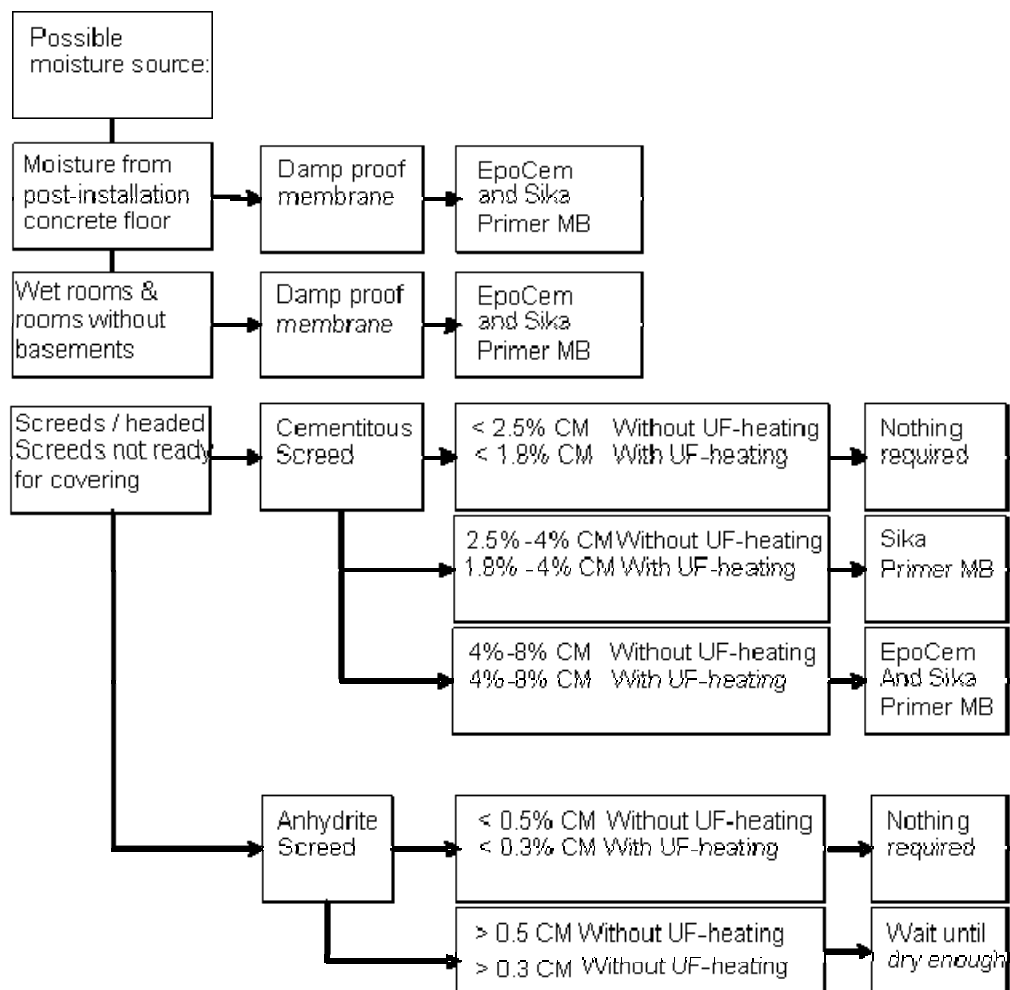 Possible
moisture source:
Moisture from
post-installation
concrete floor
Damp proof
membrane
EpoCem
and Sika
Primer MB
Wet rooms &
rooms without
basements
Damp proof
membrane
EpoCem
and Sika
Primer MB
Screeds / headed
Screeds not ready
for covering
Cementitous
Screed
< 2.5% CM Without UF-heating
< 1.8% CM With UF-heating
Nothing
required
2.5% -4% CM Without UF-heating
1.8% -4% CM With UF-heating
Sika
Primer MB
4%-8% CM Without UF-heating
4%-8% CM With UF-heating
EpoCem
And Sika
Primer MB
Anhydrite
Screed
< 0.5% CM Without UF-heating
< 0.3% CM With UF-heating
Nothing
required
> 0.5 CM Without UF-heating
> 0.3 CM Without UF-heating
Wait until
dry enough